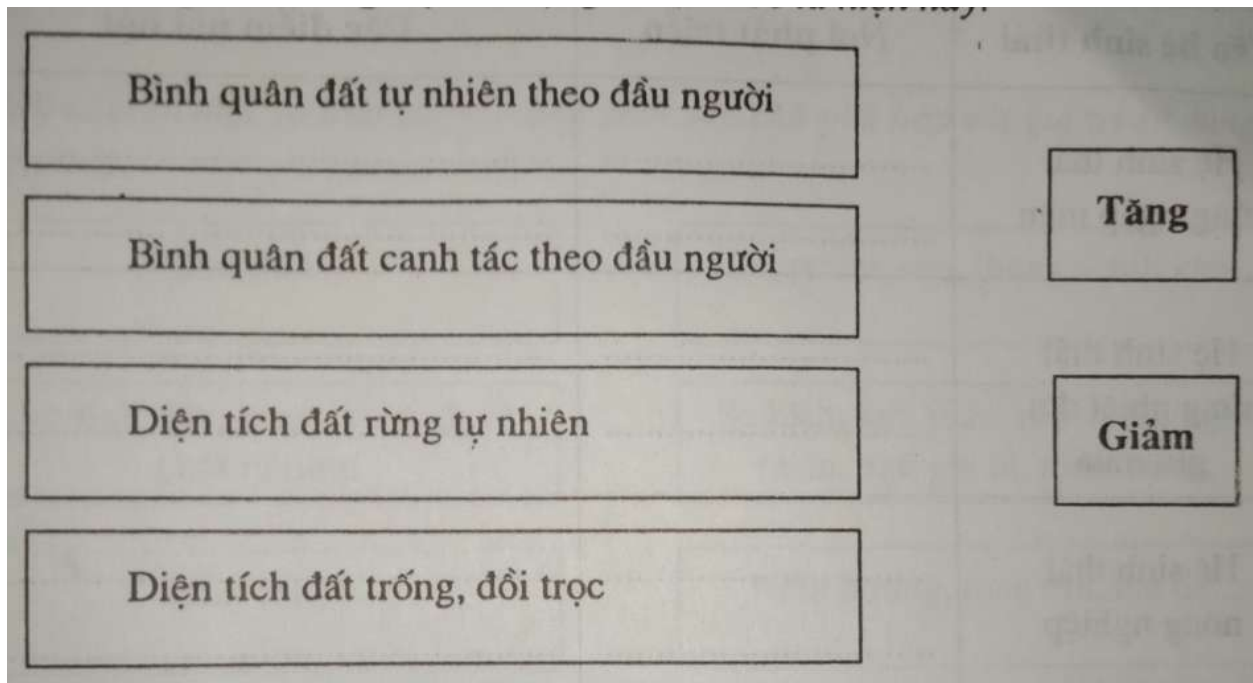 Bình quân đất tự nhiên theo đầu người
Bình quân đất canh tác theo đầu người
Diện tích đất rừng tự nhiên
Diện tích đất trống, đồi trọc
Tăng
Giảm